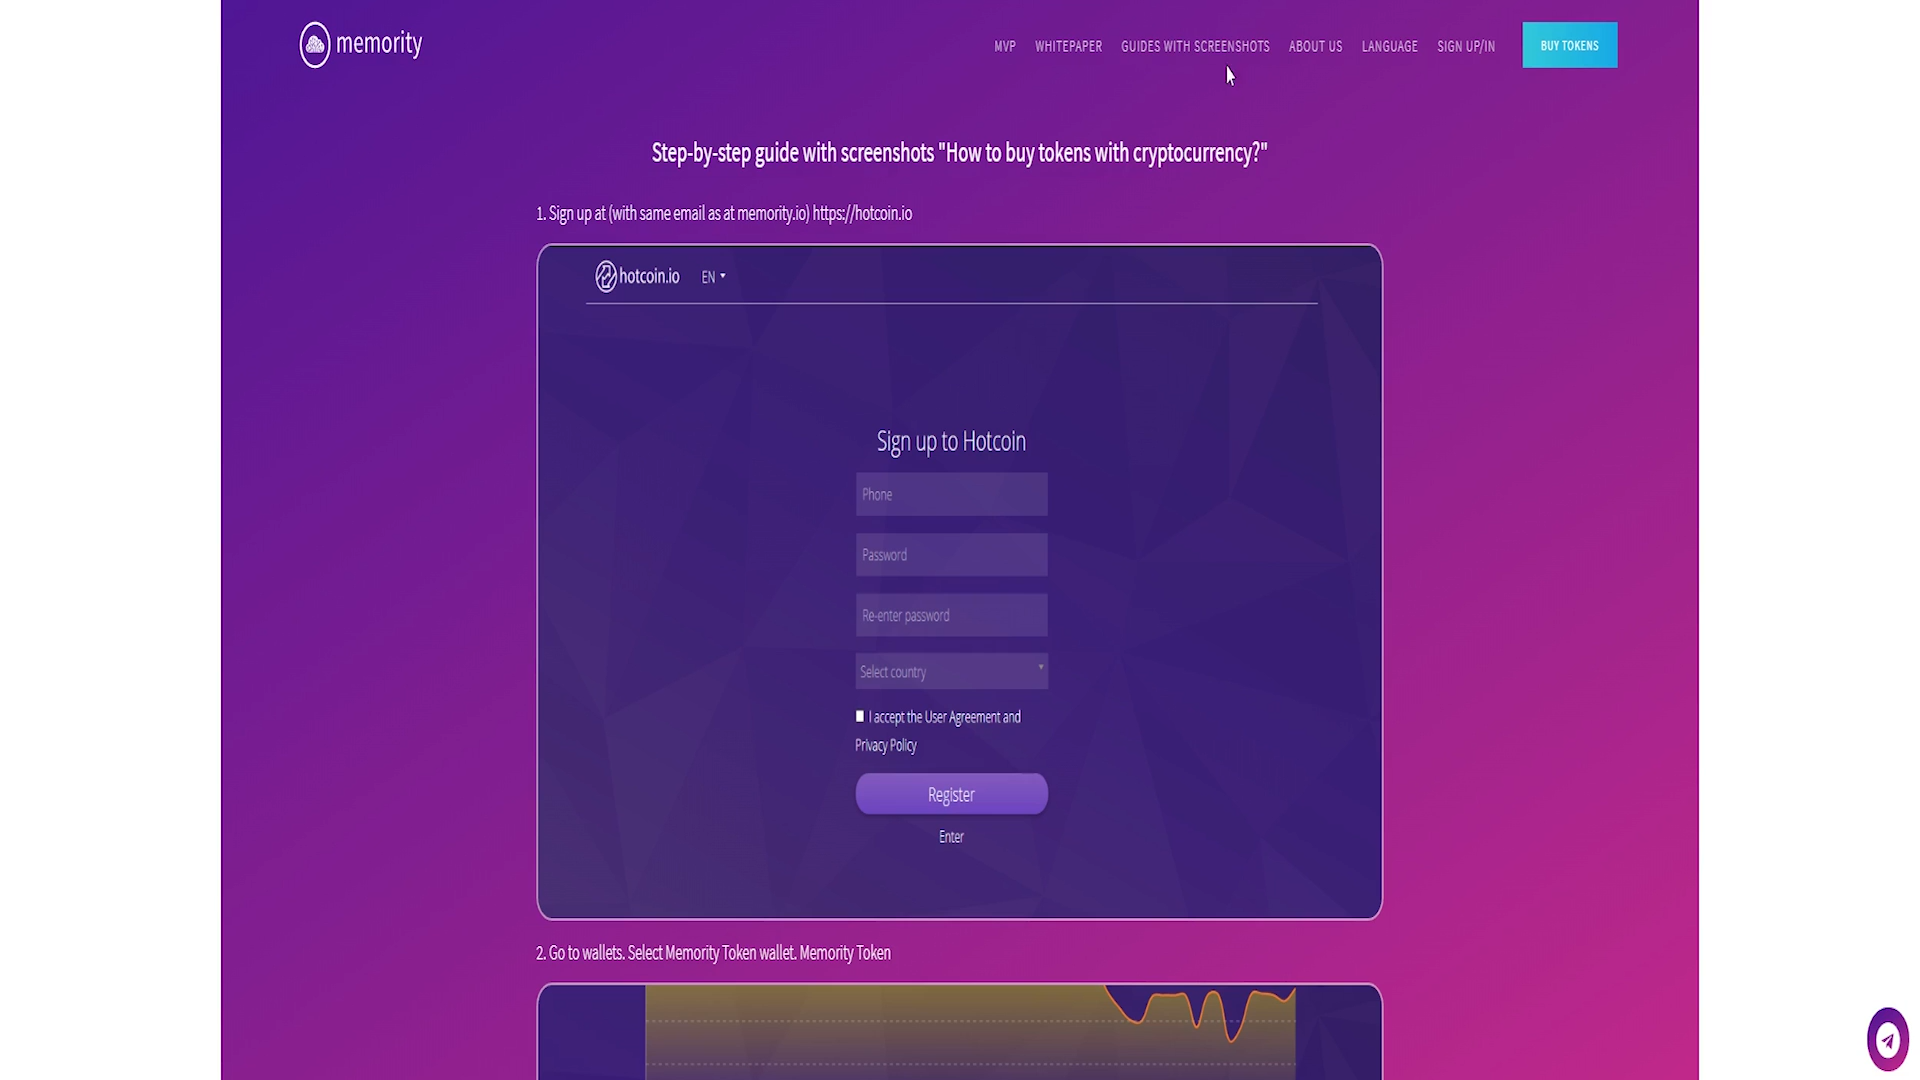 memority
MVP WHITEPAPER GUIDES WITH SCREENSHOTS ABOUT US LANGUAGE SIGN UP/IN BUY TOKENS
Step-by-step guide with screenshots "How to buy tokens with cryptocurrency?"
1. Sign up at (with same email as at memority.io) https://hotcoin.io
hotcoin.io EN
Sign up to Hotcoin
Phone
Password
Re-enter password
Select country
I accept the User Agreement and
Privacy Policy
Register
Enter
2. Go to wallets. Select Memority Token wallet. Memority Token